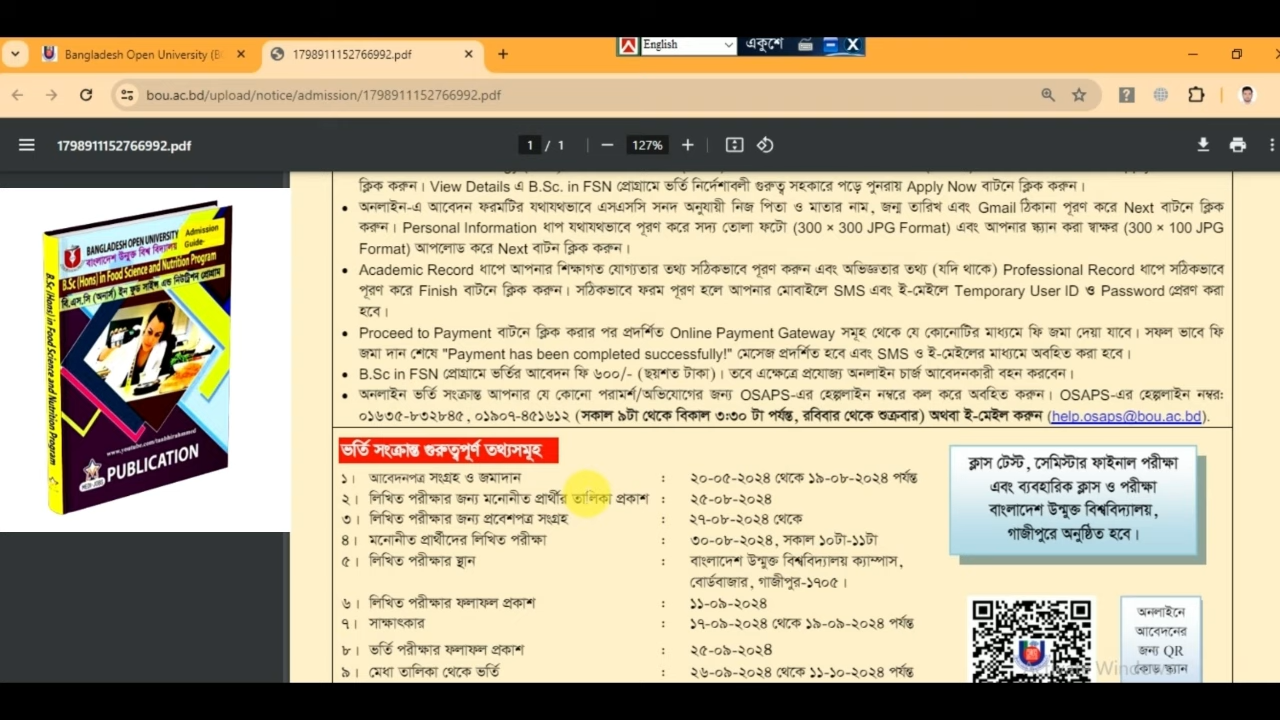 Bangladesh Open University (B
1798911152766992.pdf
English
একুশে
bou.ac.bd/upload/notice/admission/1798911152766992.pdf
1798911152766992.pdf
1 / 1
127%
ক্লিক করুন। View Details এ B.Sc. in FSN প্রোগ্রামে ভর্তি নির্দেশাবলী গুরুত্ব সহকারে পড়ে পুনরায় Apply Now বাটনে ক্লিক করুন।
• অনলাইন-এ আবেদন ফরমটির যথাযথভাবে এসএসসি সনদ অনুযায়ী নিজ পিতা ও মাতার নাম, জন্ম তারিখ এবং Gmail ঠিকানা পূরণ করে Next বাটনে ক্লিক
করুন। Personal Information ধাপ যথাযথভাবে পূরণ করে সদ্য তোলা ফটো (300 × 300 JPG Format) এবং আপনার স্ক্যান করা স্বাক্ষর (300 × 100 JPG
Format) আপলোড করে Next বাটন ক্লিক করুন।
• Academic Record ধাপে আপনার শিক্ষাগত যোগ্যতার তথ্য সঠিকভাবে পূরণ করুন এবং অভিজ্ঞতার তথ্য (যদি থাকে) Professional Record ধাপে সঠিকভাবে
পূরণ করে Finish বাটনে ক্লিক করুন। সঠিকভাবে ফরম পূরণ হলে আপনার মোবাইলে SMS এবং ই-মেইলে Temporary User ID ও Password প্রেরণ করা
হবে।
• Proceed to Payment বাটনে ক্লিক করার পর প্রদর্শিত Online Payment Gateway সমূহ থেকে যে কোনোটির মাধ্যমে ফি জমা দেয়া যাবে। সফল ভাবে ফি
জমা দান শেষে "Payment has been completed successfully!" মেসেজ প্রদর্শিত হবে এবং SMS ও ই-মেইলের মাধ্যমে অবহিত করা হবে।
• B.Sc in FSN প্রোগ্রামে ভর্তির আবেদন ফি ৬০০/- (ছয়শত টাকা)। তবে এক্ষেত্রে প্রযোজ্য অনলাইন চার্জ আবেদনকারী বহন করবেন।
• অনলাইন ভর্তি সংক্রান্ত আপনার যে কোনো পরামর্শ/অভিযোগের জন্য OSAPS-এর হেল্পলাইন নম্বরে কল করে অবহিত করুন। OSAPS-এর হেল্পলাইন নম্বর:
০১৬৩৫-৮৩২৮৪৫, ০১৯০৭-৪৫১৬১২ (সকাল ৯টা থেকে বিকাল ৩:৩০ টা পর্যন্ত, রবিবার থেকে শুক্রবার) অথবা ই-মেইল করুন (help.osaps@bou.ac.bd).
ভর্তি সংক্রান্ত গুরুত্বপূর্ণ তথ্যসমূহ
১। আবেদনপত্র সংগ্রহ ও জমাদান : ২০-০৫-২০২৪ থেকে ১৯-০৮-২০২৪ পর্যন্ত
২। লিখিত পরীক্ষার জন্য মনোনীত প্রার্থীর তালিকা প্রকাশ : ২৫-০৮-২০২৪
৩। লিখিত পরীক্ষার জন্য প্রবেশপত্র সংগ্রহ : ২৭-০৮-২০২৪ থেকে
৪। মনোনীত প্রার্থীদের লিখিত পরীক্ষা : ৩০-০৮-২০২৪, সকাল ১০টা-১১টা
৫। লিখিত পরীক্ষার স্থান : বাংলাদেশ উন্মুক্ত বিশ্ববিদ্যালয় ক্যাম্পাস,
বোর্ডবাজার, গাজীপুর-১৭০৫।
৬। লিখিত পরীক্ষার ফলাফল প্রকাশ : ১১-০৯-২০২৪
৭। সাক্ষাৎকার : ১৭-০৯-২০২৪ থেকে ১৯-০৯-২০২৪ পর্যন্ত
৮। ভর্তি পরীক্ষার ফলাফল প্রকাশ : ২৫-০৯-২০২৪
৯। মেধা তালিকা থেকে ভর্তি : ২৬-০৯-২০২৪ থেকে ১১-১০-২০২৪ পর্যন্ত
ক্লাস টেস্ট, সেমিস্টার ফাইনাল পরীক্ষা
এবং ব্যবহারিক ক্লাস ও পরীক্ষা
বাংলাদেশ উন্মুক্ত বিশ্ববিদ্যালয়,
গাজীপুরে অনুষ্ঠিত হবে।
অনলাইনে
আবেদনের
জন্য QR
কোড স্ক্যান
BANGLADESH OPEN UNIVERSITY
বাংলাদেশ উন্মুক্ত বিশ্ব বিদ্যালয়
Admission
Guide-
B.Sc (Hons) in Food Science and Nutrition Program
বি.এস.সি (অনার্স) ইন ফুড সাইন্স এন্ড নিউট্রিশন প্রোগ্রাম
B.Sc (Hons) in Food Science and Nutrition Program
PUBLICATION